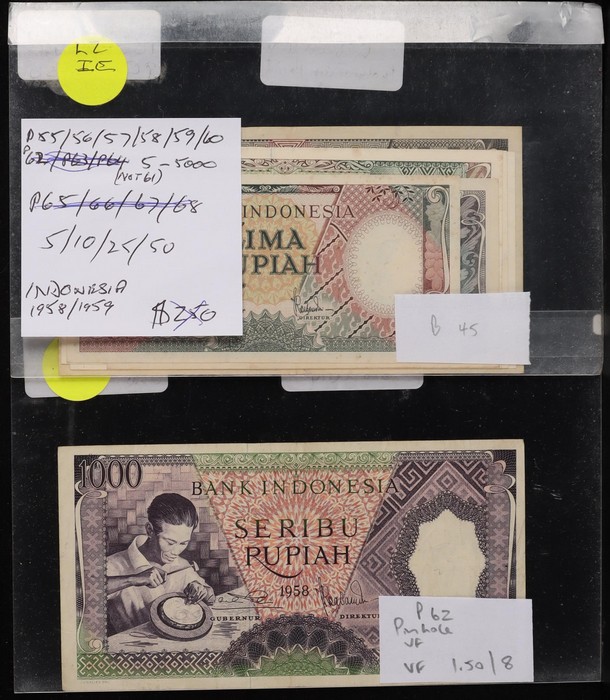 LL
IE
P55/56/57/58/59/60
P62/P63/P64 5-5000
(NOT 61)
P65/66/67/68
5/10/25/50
INDONESIA
1958/1959
INDONESIA
LIMA
RUPIAH
DIREKTUR
B 45
1000
BANK INDONESIA
SERIBU
RUPIAH
1958
GUBERNUR
DIREKTUR
P62
Pinhole
VF
VF 1.50/8